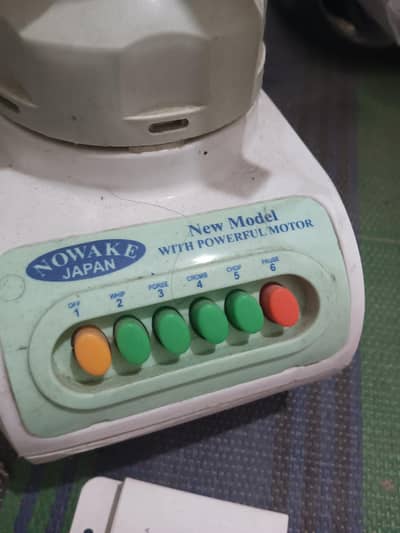 NOWAKE
JAPAN
New Model
WITH POWERFUL MOTOR
OFF WHIP PUREE CRUMB CHOP PULSE
1 2 3 4 5 6